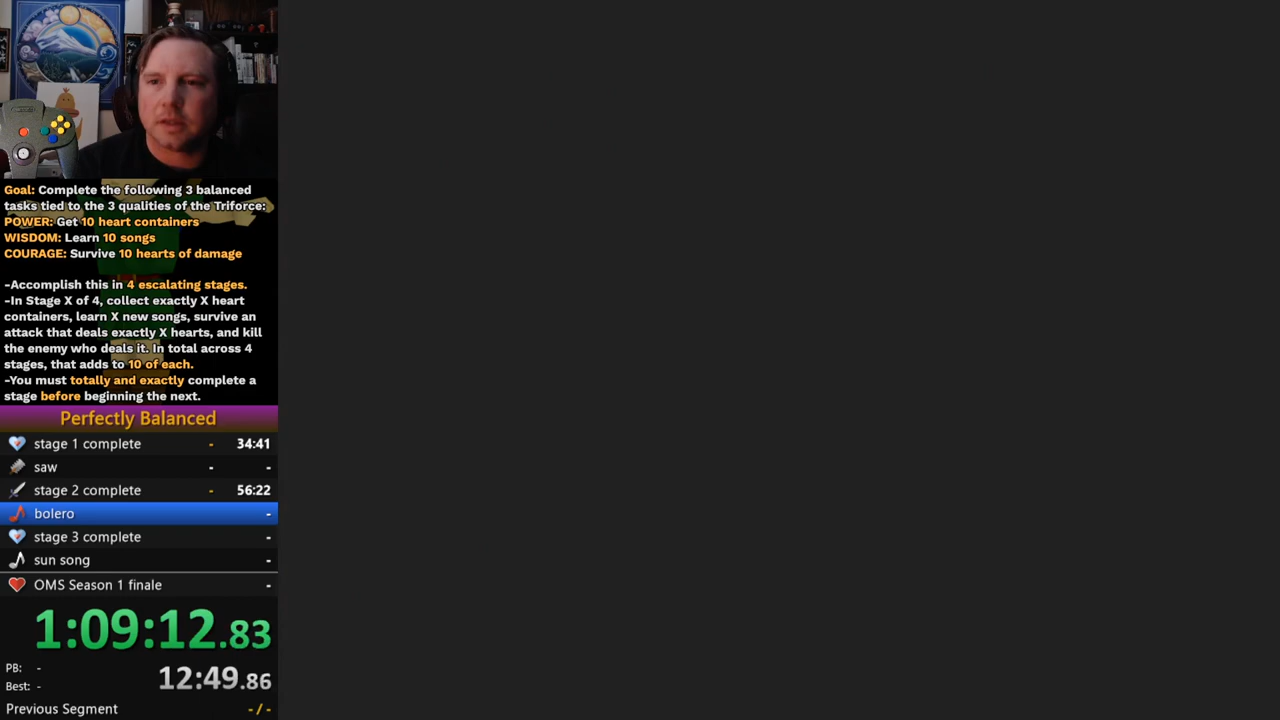 Goal: Complete the following 3 balanced
tasks tied to the 3 qualities of the Triforce:
POWER: Get 10 heart containers
WISDOM: Learn 10 songs
COURAGE: Survive 10 hearts of damage
-Accomplish this in 4 escalating stages.
-In Stage X of 4, collect exactly X heart
containers, learn X new songs, survive an
attack that deals exactly X hearts, and kill
the enemy who deals it. In total across 4
stages, that adds to 10 of each.
-You must totally and exactly complete a
stage before beginning the next.
Perfectly Balanced
stage 1 complete - 34:41
saw - -
stage 2 complete - 56:22
bolero -
stage 3 complete -
sun song -
OMS Season 1 finale -
1:09:12.83
PB: -
12:49.86
Best: -
Previous Segment - / -